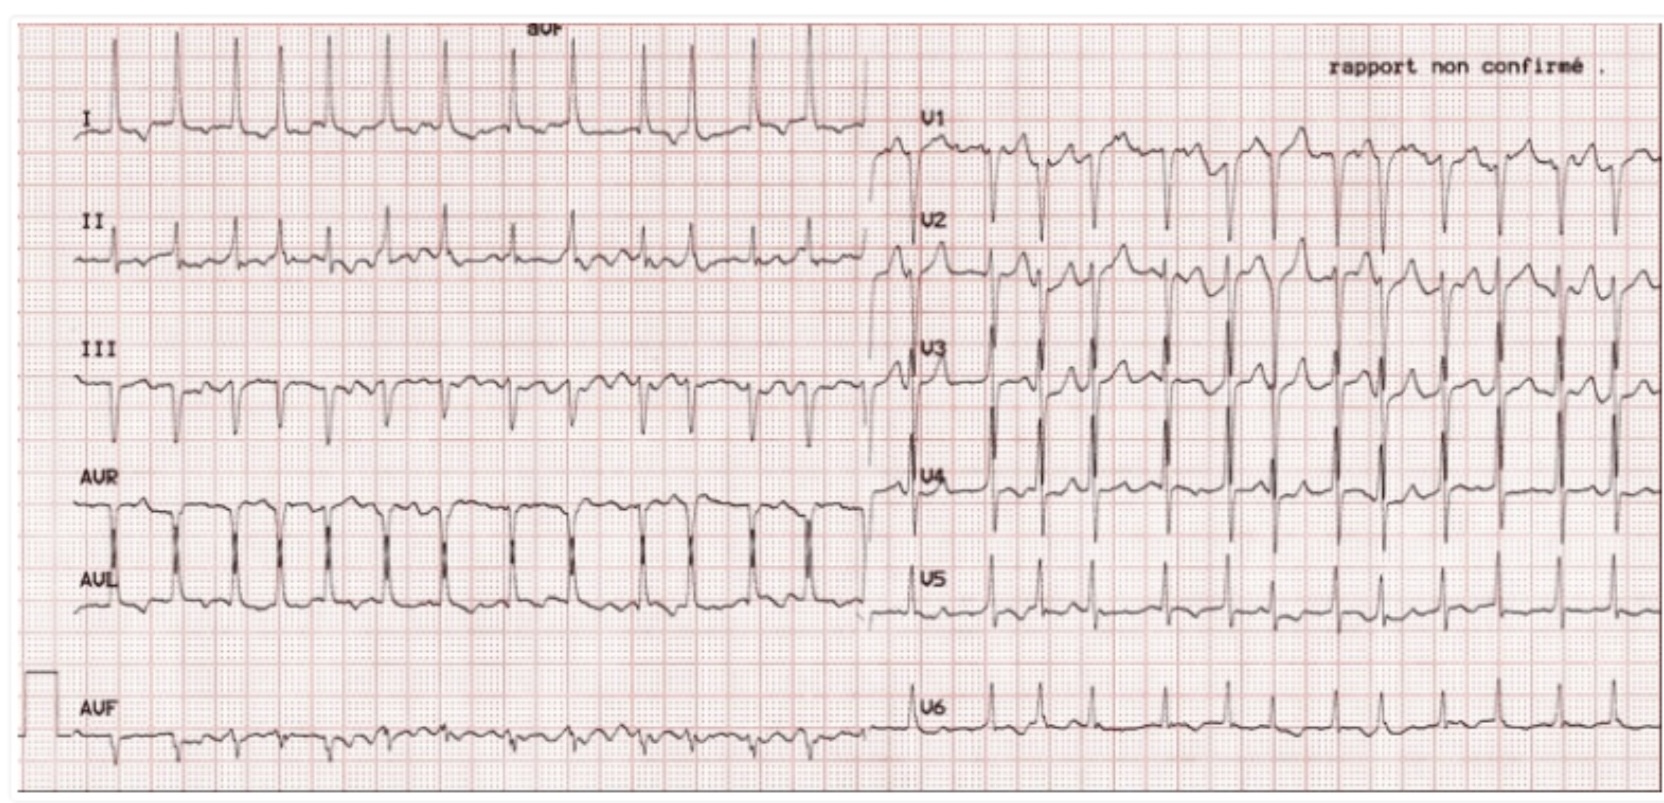 aVF
rapport non confirmé .
I
V1
II
V2
III
V3
AVR
V4
AVL
V5
AVF
V6